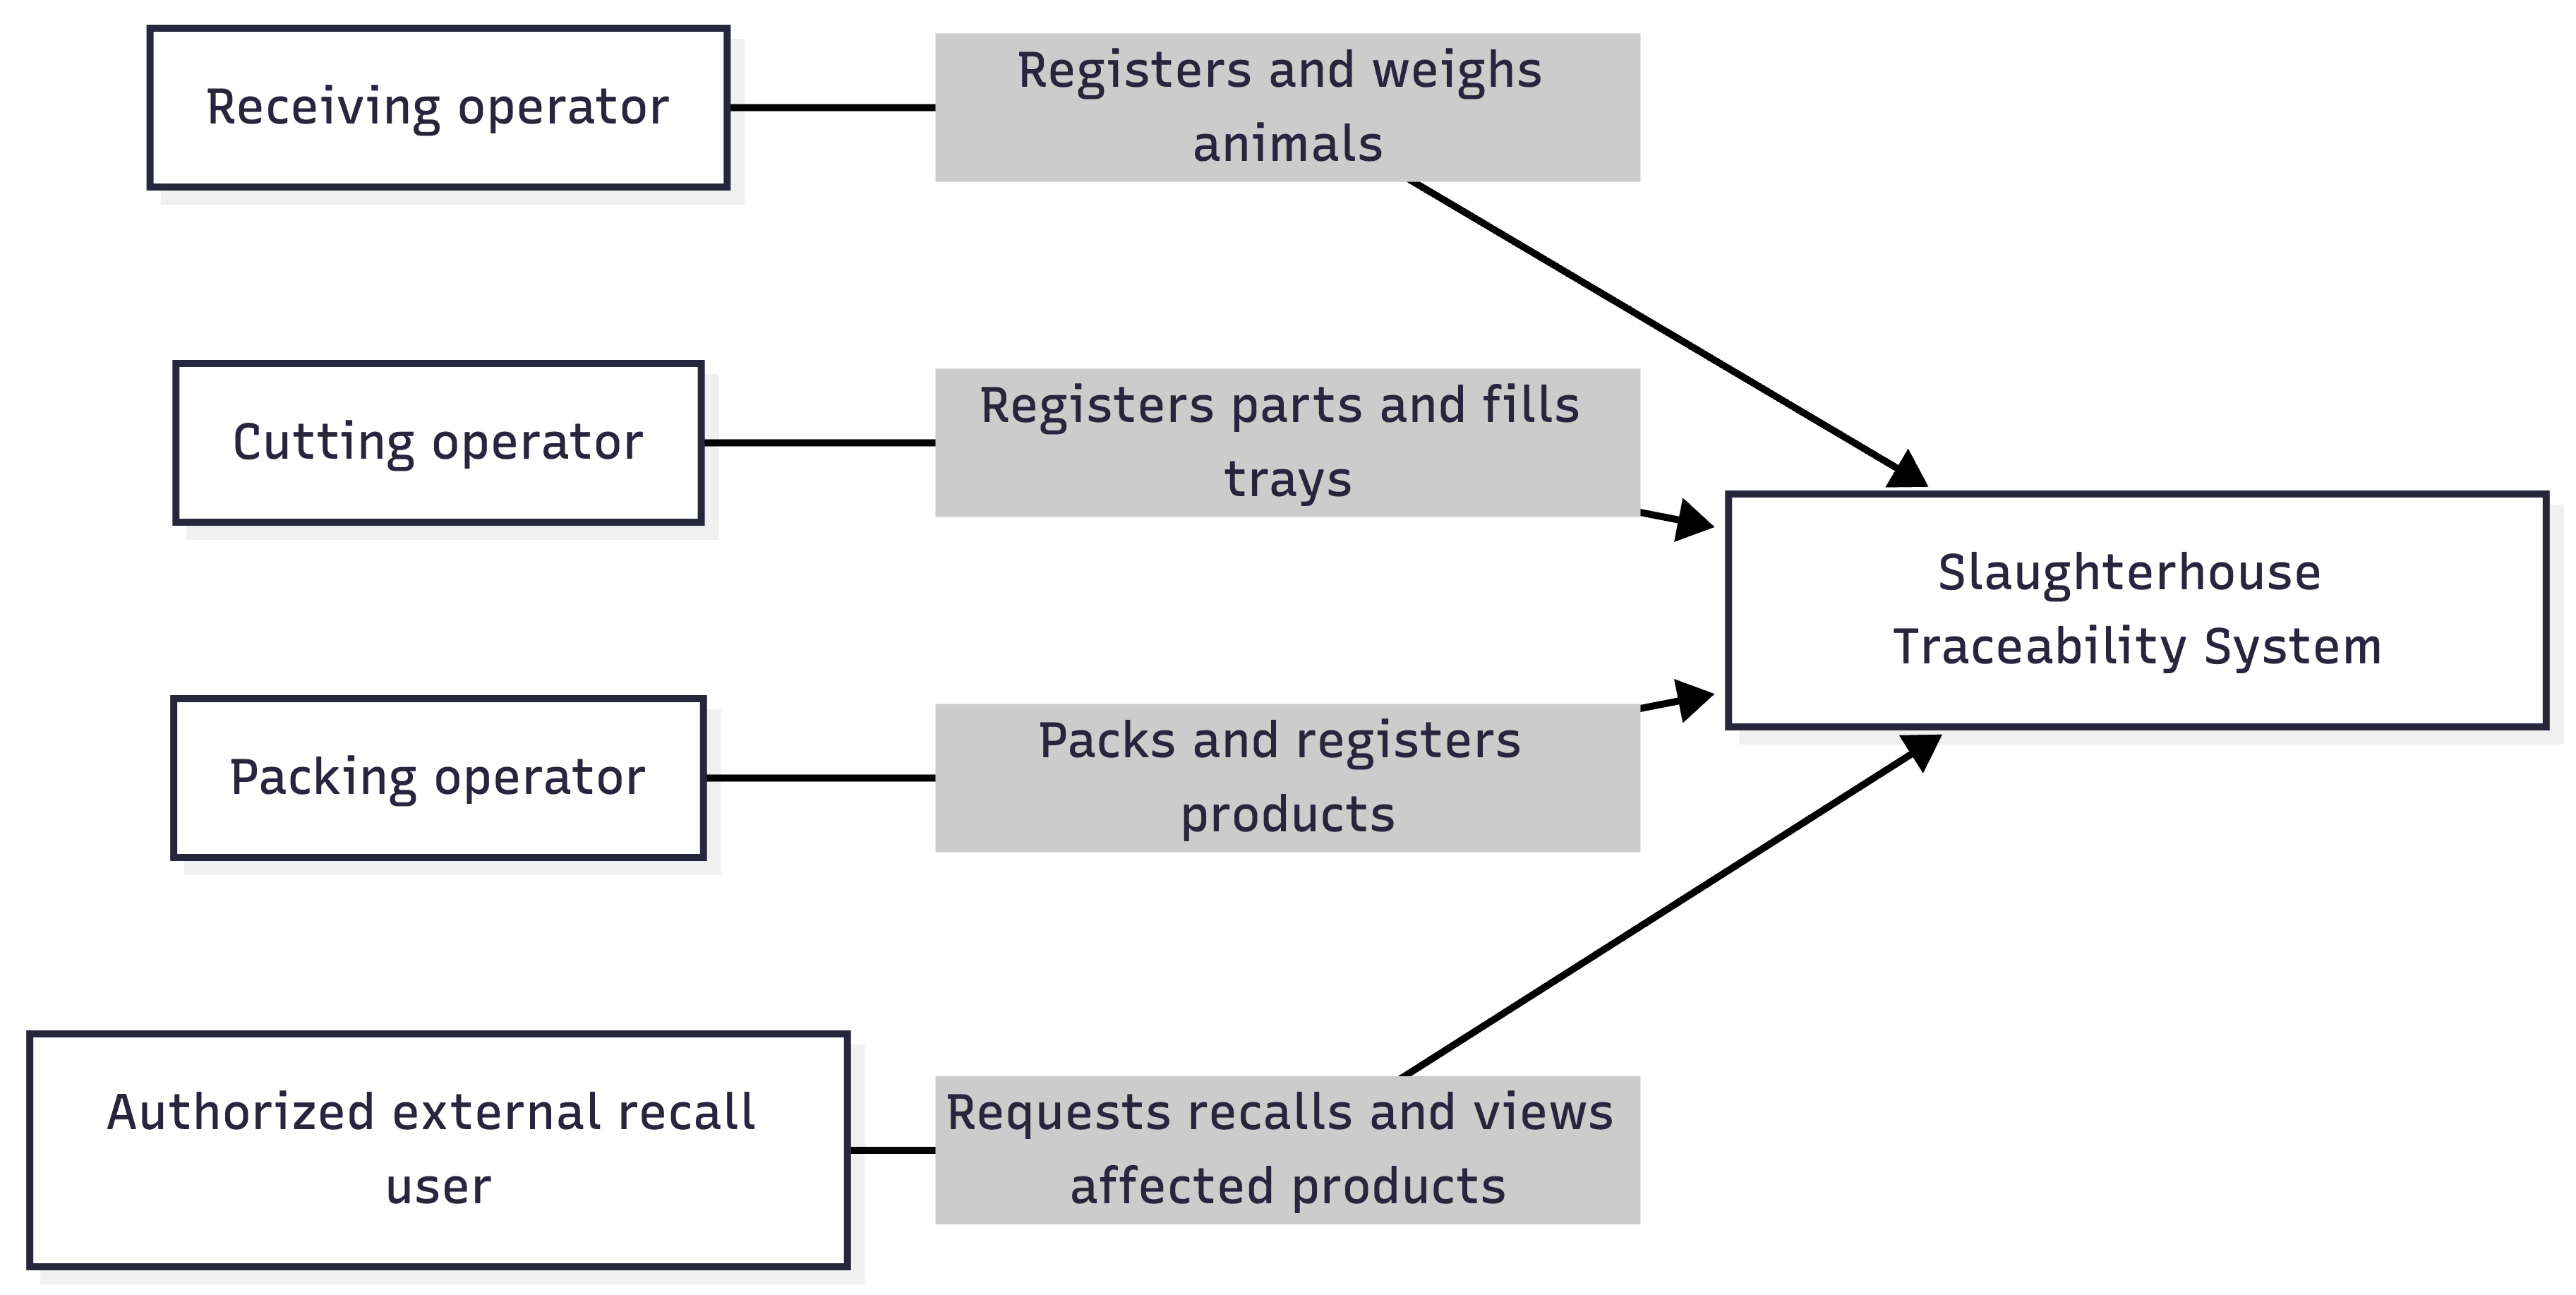 Receiving operator
Registers and weighs
animals
Cutting operator
Registers parts and fills
trays
Slaughterhouse
Traceability System
Packing operator
Packs and registers
products
Authorized external recall
user
Requests recalls and views
affected products